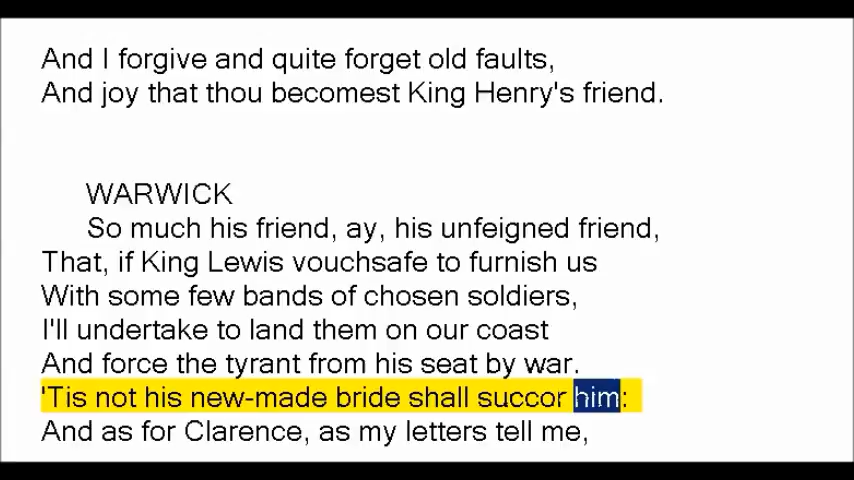 And I forgive and quite forget old faults,
And joy that thou becomest King Henry's friend.
WARWICK
So much his friend, ay, his unfeigned friend,
That, if King Lewis vouchsafe to furnish us
With some few bands of chosen soldiers,
I'll undertake to land them on our coast
And force the tyrant from his seat by war.
'Tis not his new-made bride shall succor him:
And as for Clarence, as my letters tell me,